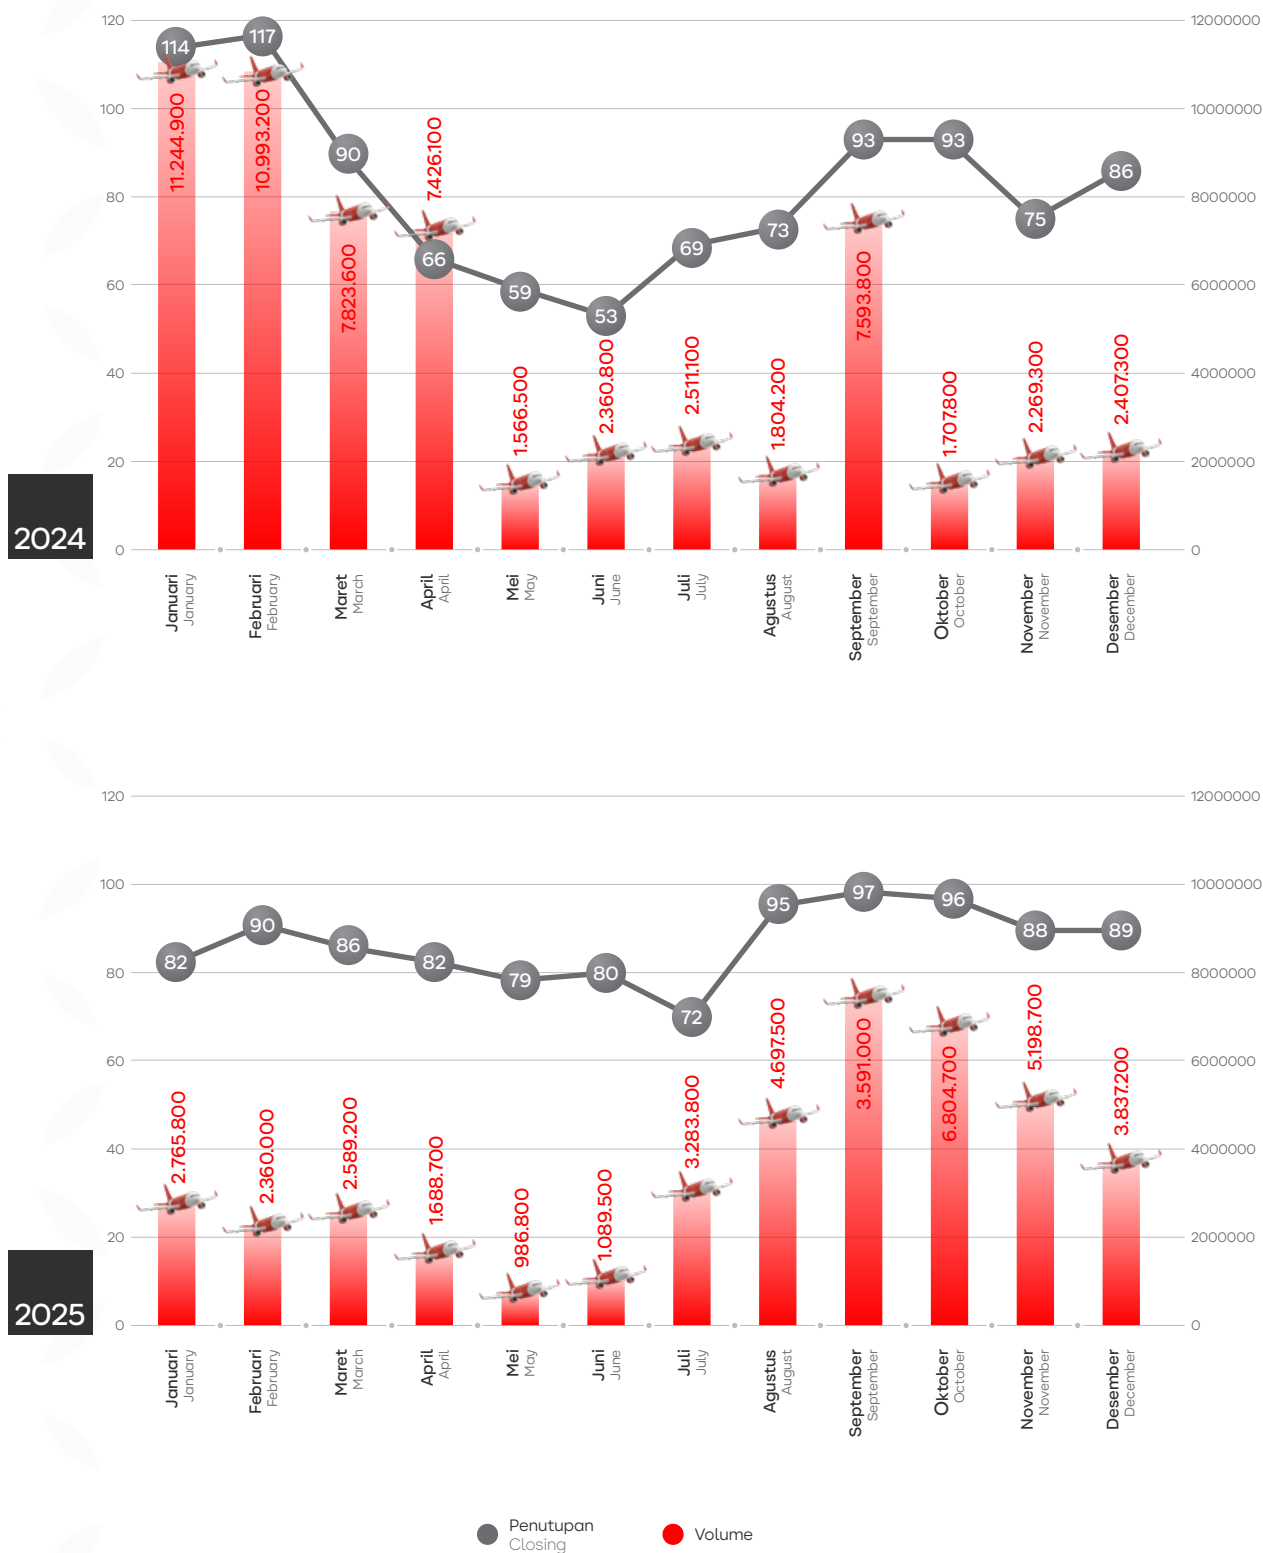 120
12000000
100
10000000
80
8000000
60
6000000
40
4000000
20
2000000
0
0
114
117
90
66
59
53
69
73
93
93
75
86
11.244.900
10.993.200
7.823.600
7.426.100
1.566.500
2.360.800
2.511.100
1.804.200
7.593.800
1.707.800
2.269.300
2.407.300
2024
Januari
January
Februari
February
Maret
March
April
April
Mei
May
Juni
June
Juli
July
Agustus
August
September
September
Oktober
October
November
November
Desember
December
120
12000000
100
10000000
80
8000000
60
6000000
40
4000000
20
2000000
0
0
82
90
86
82
79
80
72
95
97
96
88
89
2.765.800
2.360.000
2.589.200
1.688.700
986.800
1.089.500
3.283.800
4.697.500
3.591.000
6.804.700
5.198.700
3.837.200
2025
Januari
January
Februari
February
Maret
March
April
April
Mei
May
Juni
June
Juli
July
Agustus
August
September
September
Oktober
October
November
November
Desember
December
Penutupan
Closing
Volume